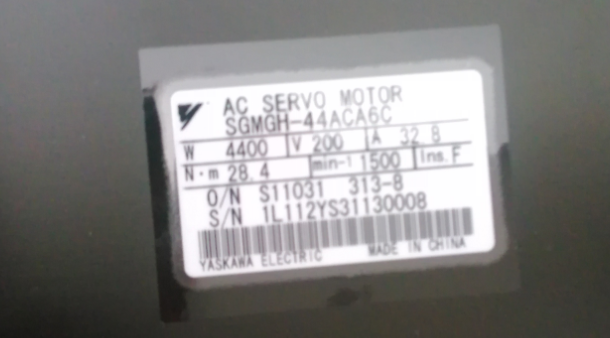 AC SERVO MOTOR
SGMGH-44ACA6C
W 4400 V 200 A 32.8
N·m 28.4 min-1 1500 Ins. F
O/N S11031 313-8
S/N 1L112YS31130008
YASKAWA ELECTRIC MADE IN CHINA